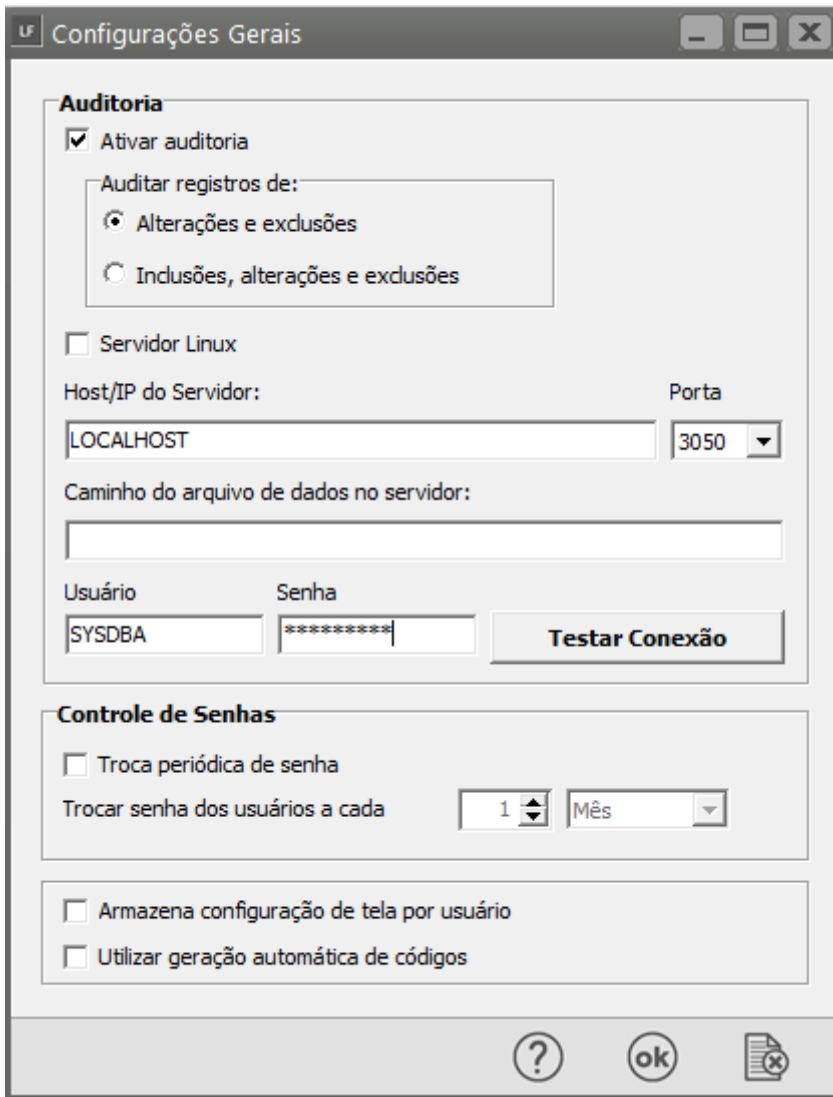 LF Configurações Gerais
Auditoria
Ativar auditoria
Auditar registros de:
Alterações e exclusões
Inclusões, alterações e exclusões
Servidor Linux
Host/IP do Servidor: Porta
LOCALHOST 3050
Caminho do arquivo de dados no servidor:
Usuário Senha
SYSDBA ********* Testar Conexão
Controle de Senhas
Troca periódica de senha
Trocar senha dos usuários a cada 1 Mês
Armazena configuração de tela por usuário
Utilizar geração automática de códigos
? ok